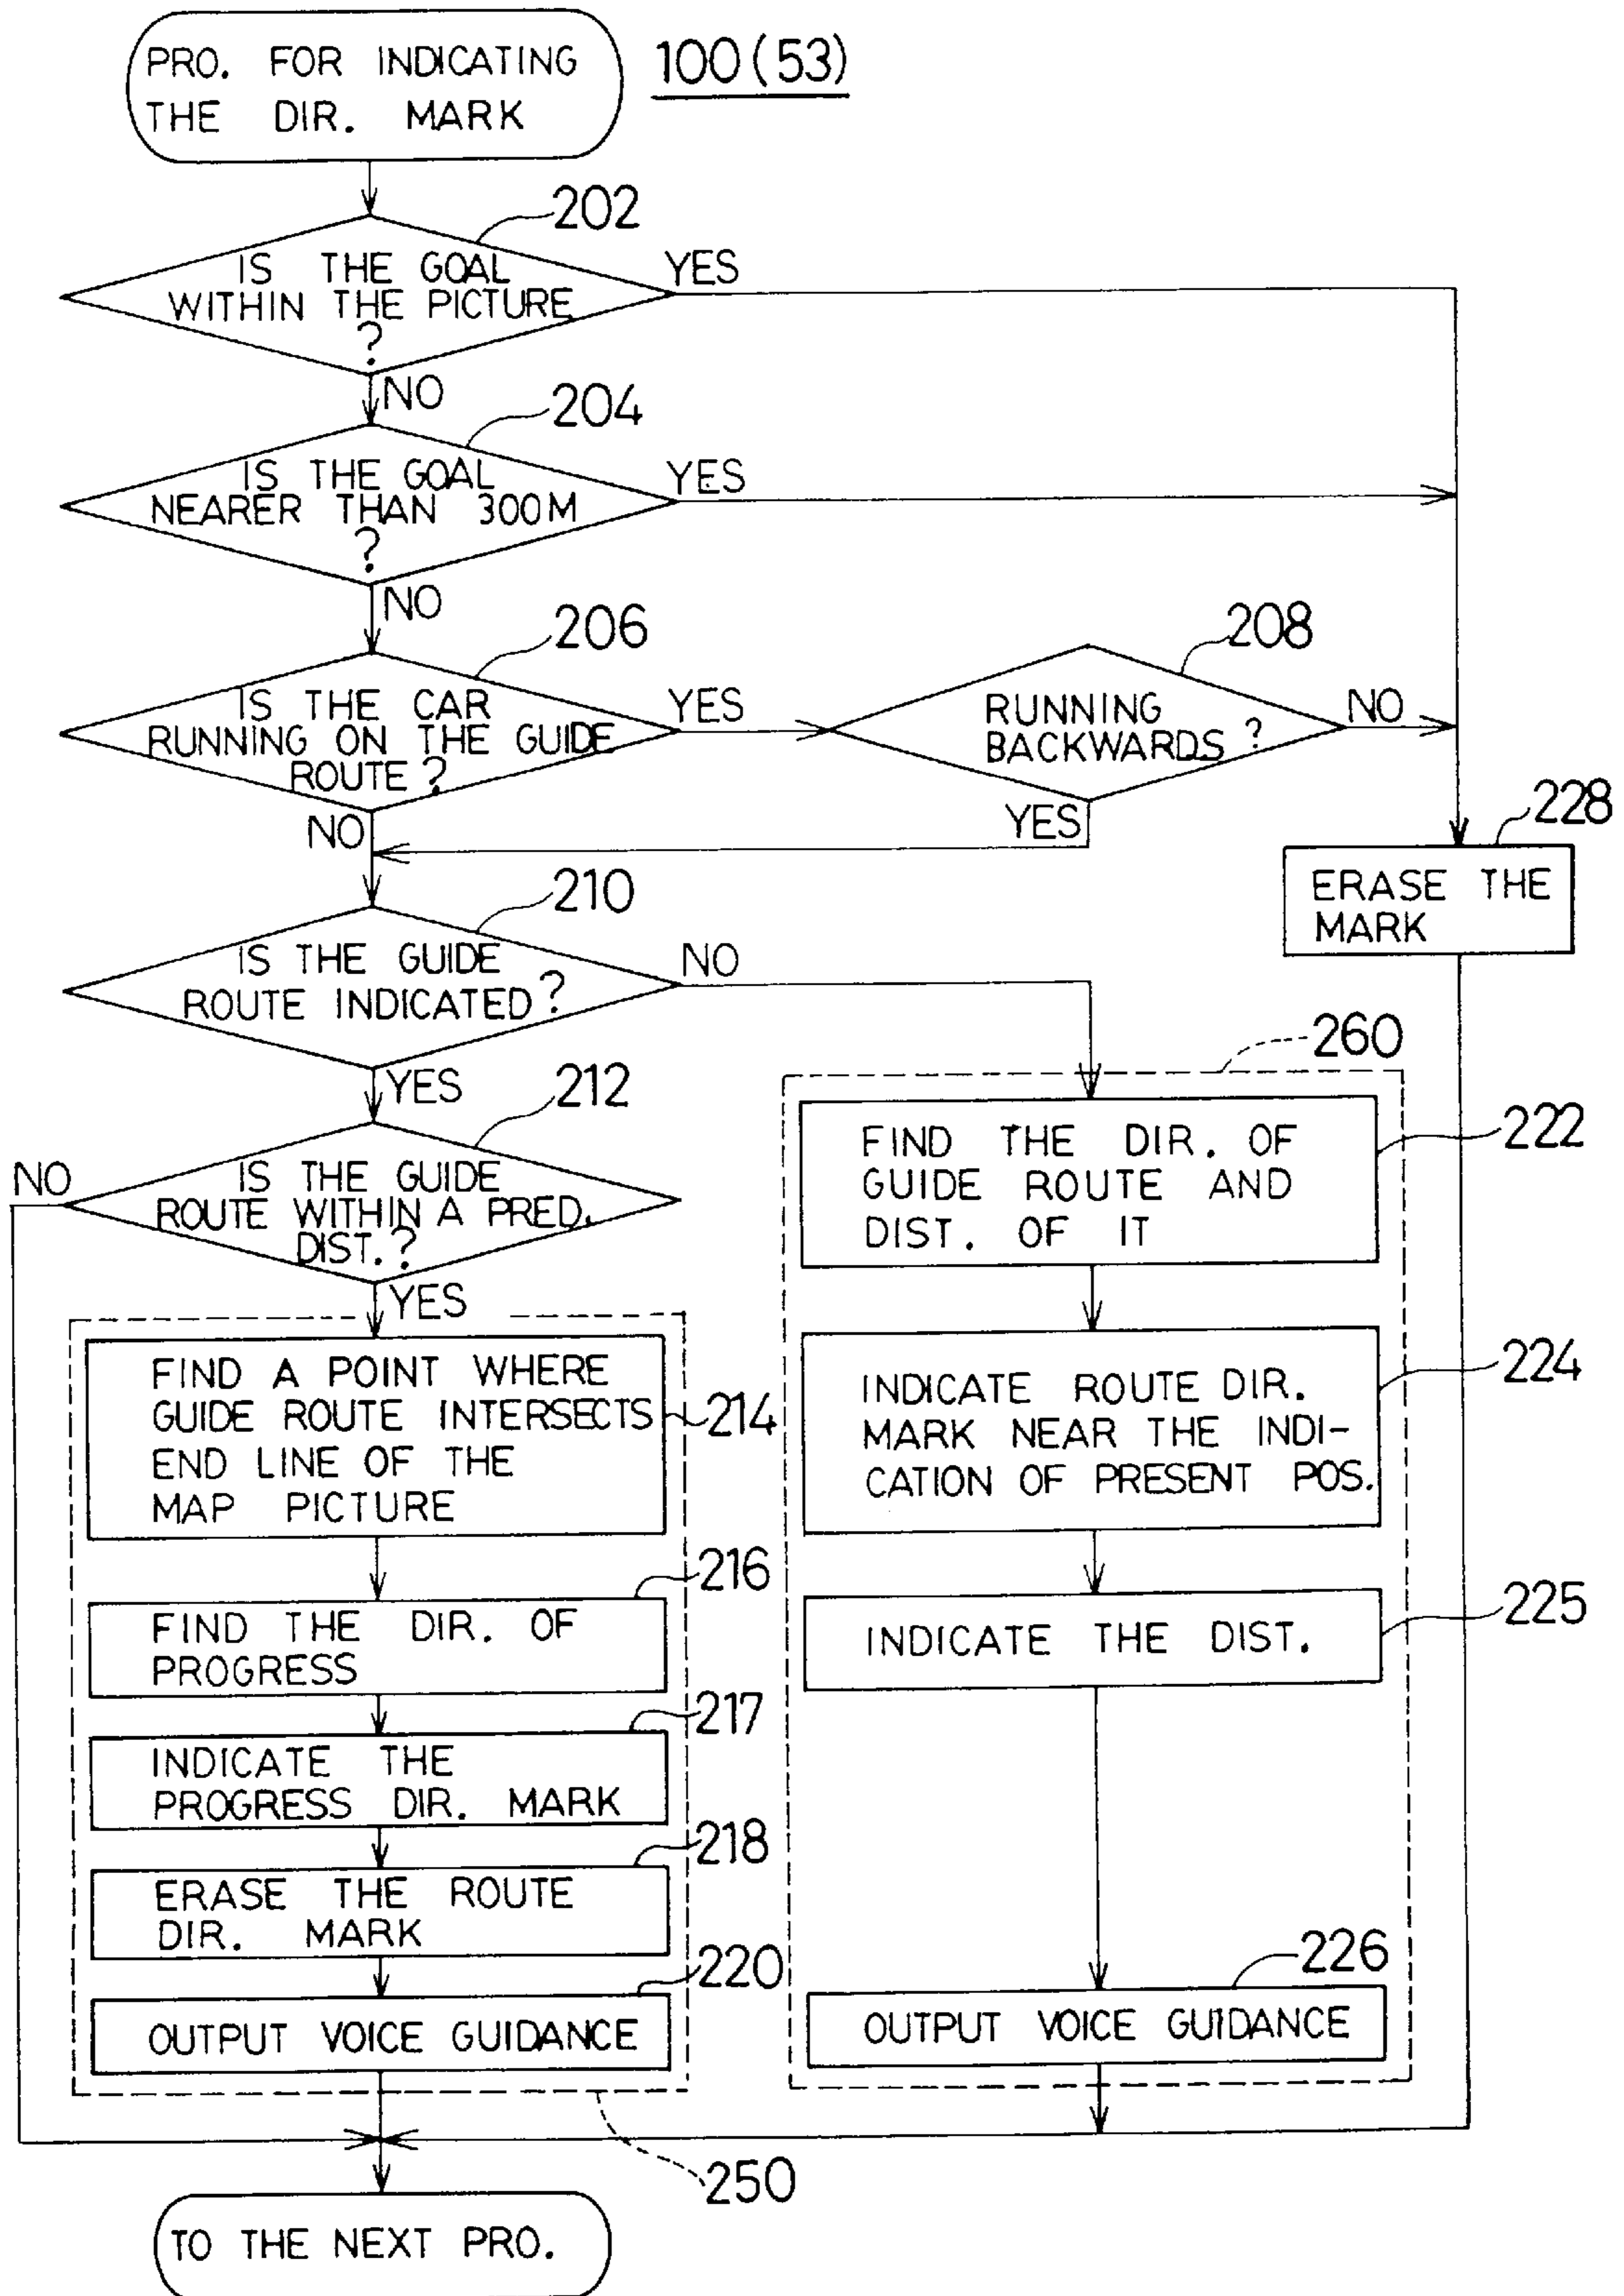 PRO. FOR INDICATING
THE DIR. MARK
100(53)
202
IS THE GOAL
WITHIN THE PICTURE
?
YES
NO
204
IS THE GOAL
NEARER THAN 300M
?
YES
NO
206
IS THE CAR
RUNNING ON THE GUIDE
ROUTE?
YES
NO
208
RUNNING
BACKWARDS?
NO
YES
228
ERASE THE
MARK
210
IS THE GUIDE
ROUTE INDICATED?
NO
YES
212
IS THE GUIDE
ROUTE WITHIN A PRED.
DIST.?
NO
YES
FIND A POINT WHERE
GUIDE ROUTE INTERSECTS
END LINE OF THE
MAP PICTURE
214
216
FIND THE DIR. OF
PROGRESS
217
INDICATE THE
PROGRESS DIR. MARK
218
ERASE THE ROUTE
DIR. MARK
220
OUTPUT VOICE GUIDANCE
250
260
FIND THE DIR. OF
GUIDE ROUTE AND
DIST. OF IT
222
INDICATE ROUTE DIR.
MARK NEAR THE INDI-
CATION OF PRESENT POS.
224
INDICATE THE DIST.
225
226
OUTPUT VOICE GUIDANCE
TO THE NEXT PRO.